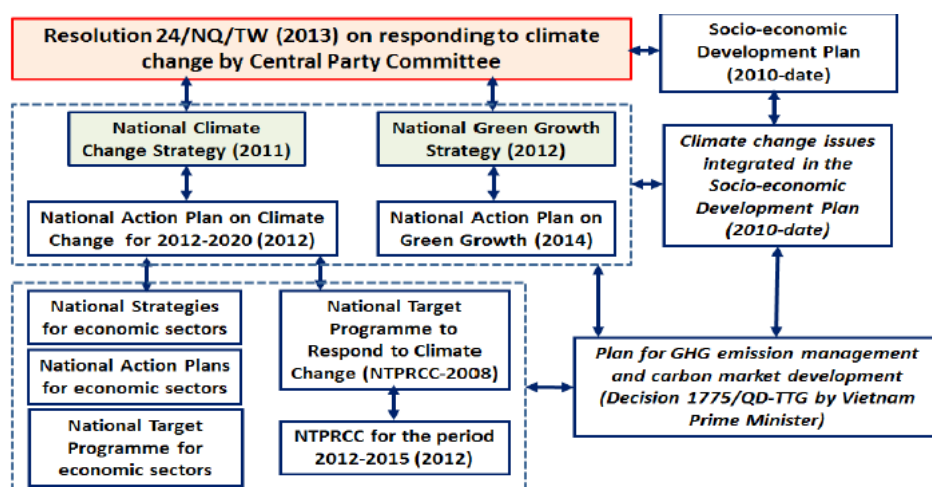 Resolution 24/NQ/TW (2013) on responding to climate
change by Central Party Committee
Socio-economic
Development Plan
(2010-date)
National Climate
Change Strategy (2011)
National Green Growth
Strategy (2012)
Climate change issues
integrated in the
Socio-economic
Development Plan
(2010-date)
National Action Plan on Climate
Change for 2012-2020 (2012)
National Action Plan on
Green Growth (2014)
National Strategies
for economic sectors
National Action Plans
for economic sectors
National Target
Programme for
economic sectors
National Target
Programme to
Respond to Climate
Change (NTPRCC-2008)
NTPRCC for the period
2012-2015 (2012)
Plan for GHG emission management
and carbon market development
(Decision 1775/QD-TTG by Vietnam
Prime Minister)